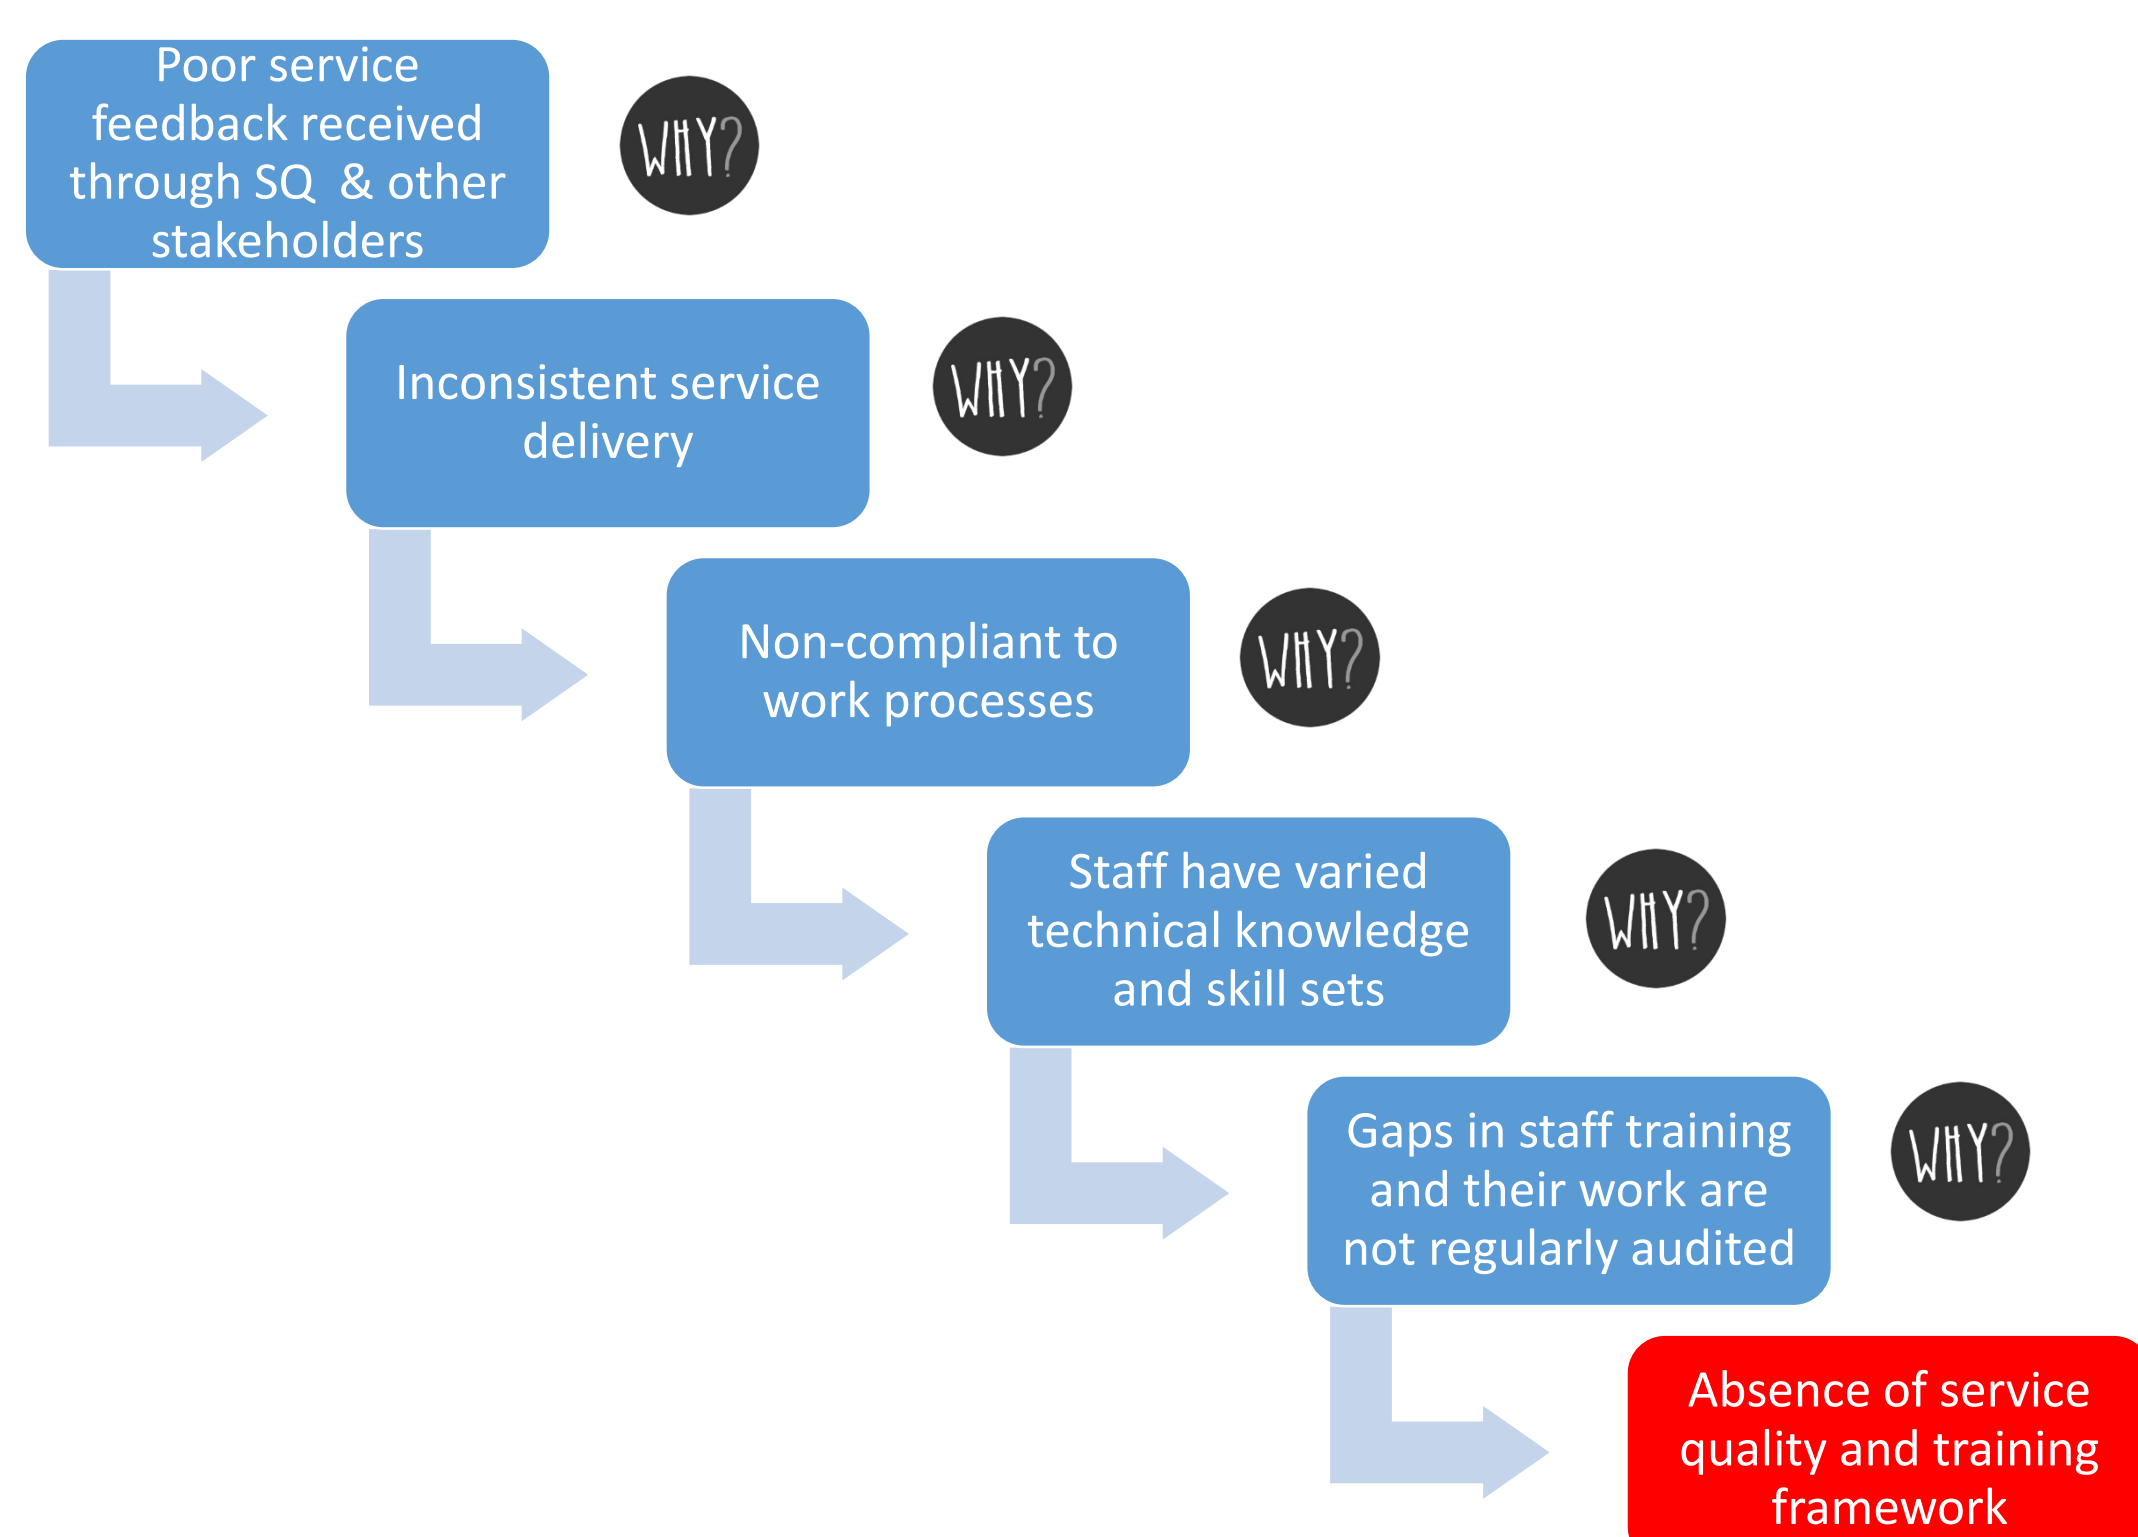 Poor service
feedback received
through SQ & other
stakeholders
WHY?
Inconsistent service
delivery
WHY?
Non-compliant to
work processes
WHY?
Staff have varied
technical knowledge
and skill sets
WHY?
Gaps in staff training
and their work are
not regularly audited
WHY?
Absence of service
quality and training
framework